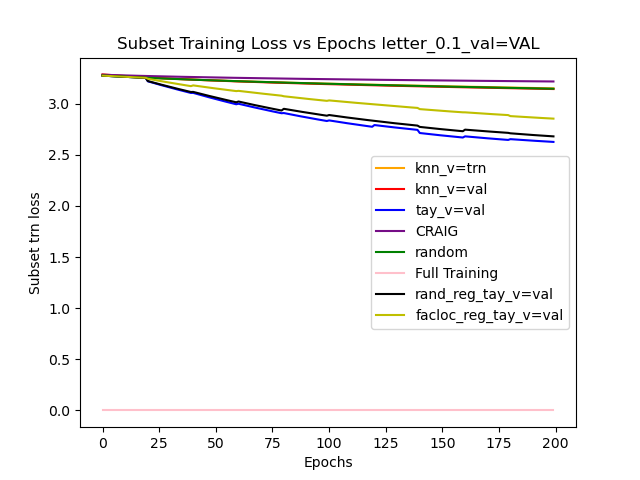 Subset Training Loss vs Epochs letter_0.1_val=VAL
Subset trn loss
3.0
2.5
2.0
1.5
1.0
0.5
0.0
knn_v=trn
knn_v=val
tay_v=val
CRAIG
random
Full Training
rand_reg_tay_v=val
facloc_reg_tay_v=val
0 25 50 75 100 125 150 175 200
Epochs